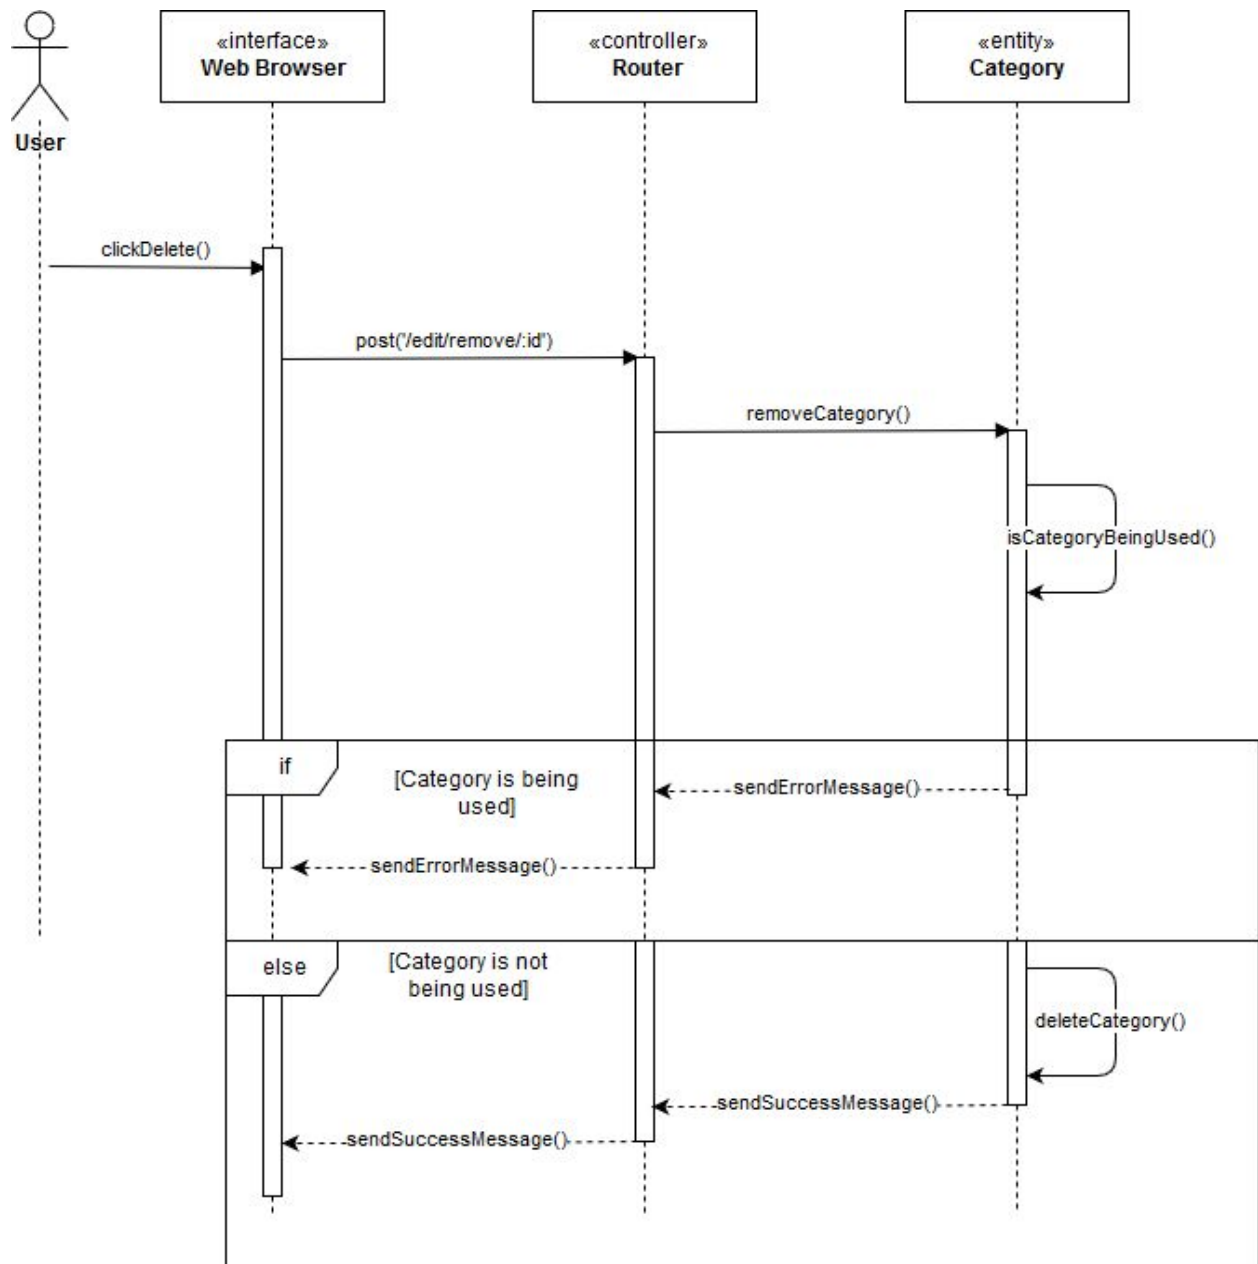 «interface»
Web Browser
«controller»
Router
«entity»
Category
User
clickDelete()
post('/edit/remove/:id')
removeCategory()
isCategoryBeingUsed()
if
[Category is being
used]
sendErrorMessage()
sendErrorMessage()
else
[Category is not
being used]
deleteCategory()
sendSuccessMessage()
sendSuccessMessage()